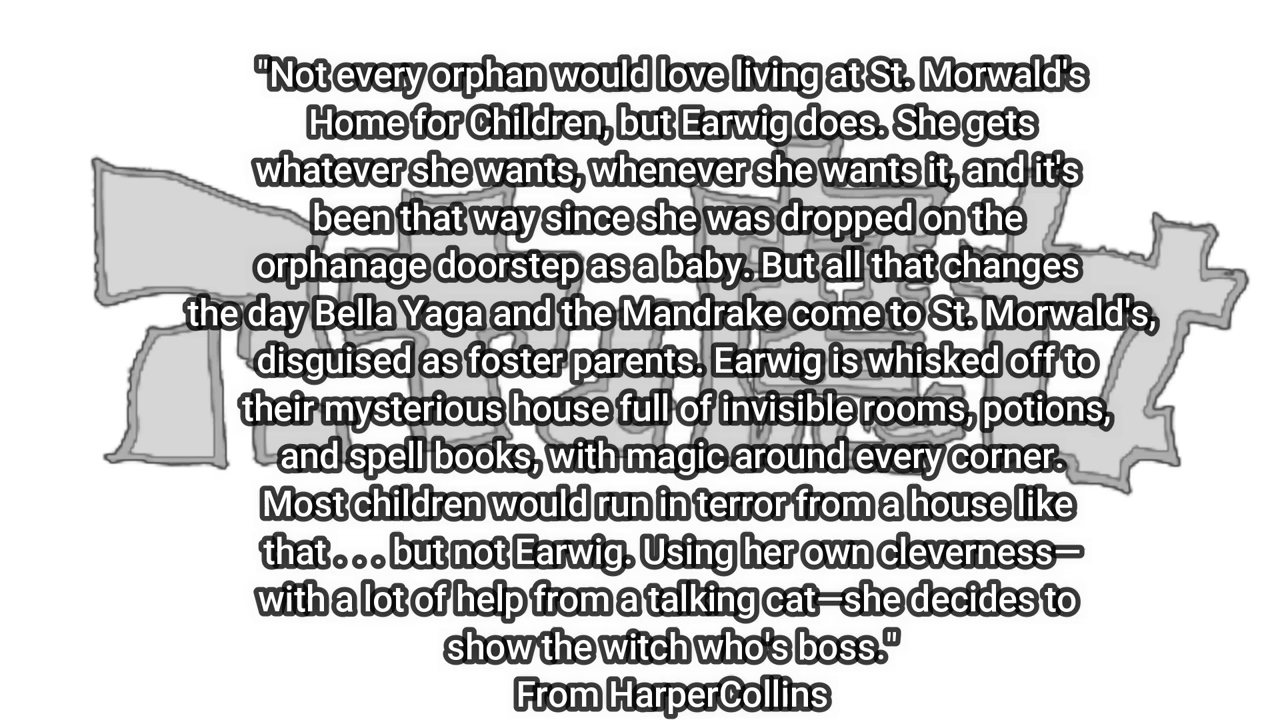 "Not every orphan would love living at St. Morwald's
Home for Children, but Earwig does. She gets
whatever she wants, whenever she wants it, and it's
been that way since she was dropped on the
orphanage doorstep as a baby. But all that changes
the day Bella Yaga and the Mandrake come to St. Morwald's,
disguised as foster parents. Earwig is whisked off to
their mysterious house full of invisible rooms, potions,
and spell books, with magic around every corner.
Most children would run in terror from a house like
that . . . but not Earwig. Using her own cleverness—
with a lot of help from a talking cat—she decides to
show the witch who's boss."
From HarperCollins